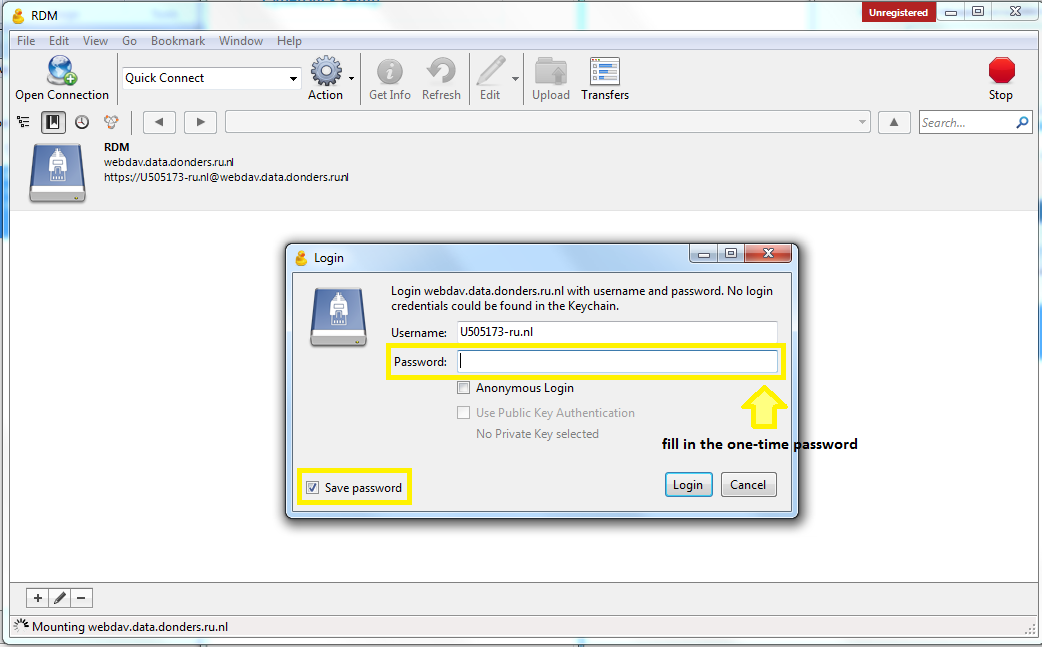 RDM
Unregistered
File Edit View Go Bookmark Window Help
Quick Connect
Open Connection Action Get Info Refresh Edit Upload Transfers Stop
Search...
RDM
webdav.data.donders.ru.nl
https://U505173-ru.nl@webdav.data.donders.ru.nl
Login
Login webdav.data.donders.ru.nl with username and password. No login
credentials could be found in the Keychain.
Username: U505173-ru.nl
Password:
Anonymous Login
Use Public Key Authentication
No Private Key selected
fill in the one-time password
Save password
Login Cancel
Mounting webdav.data.donders.ru.nl